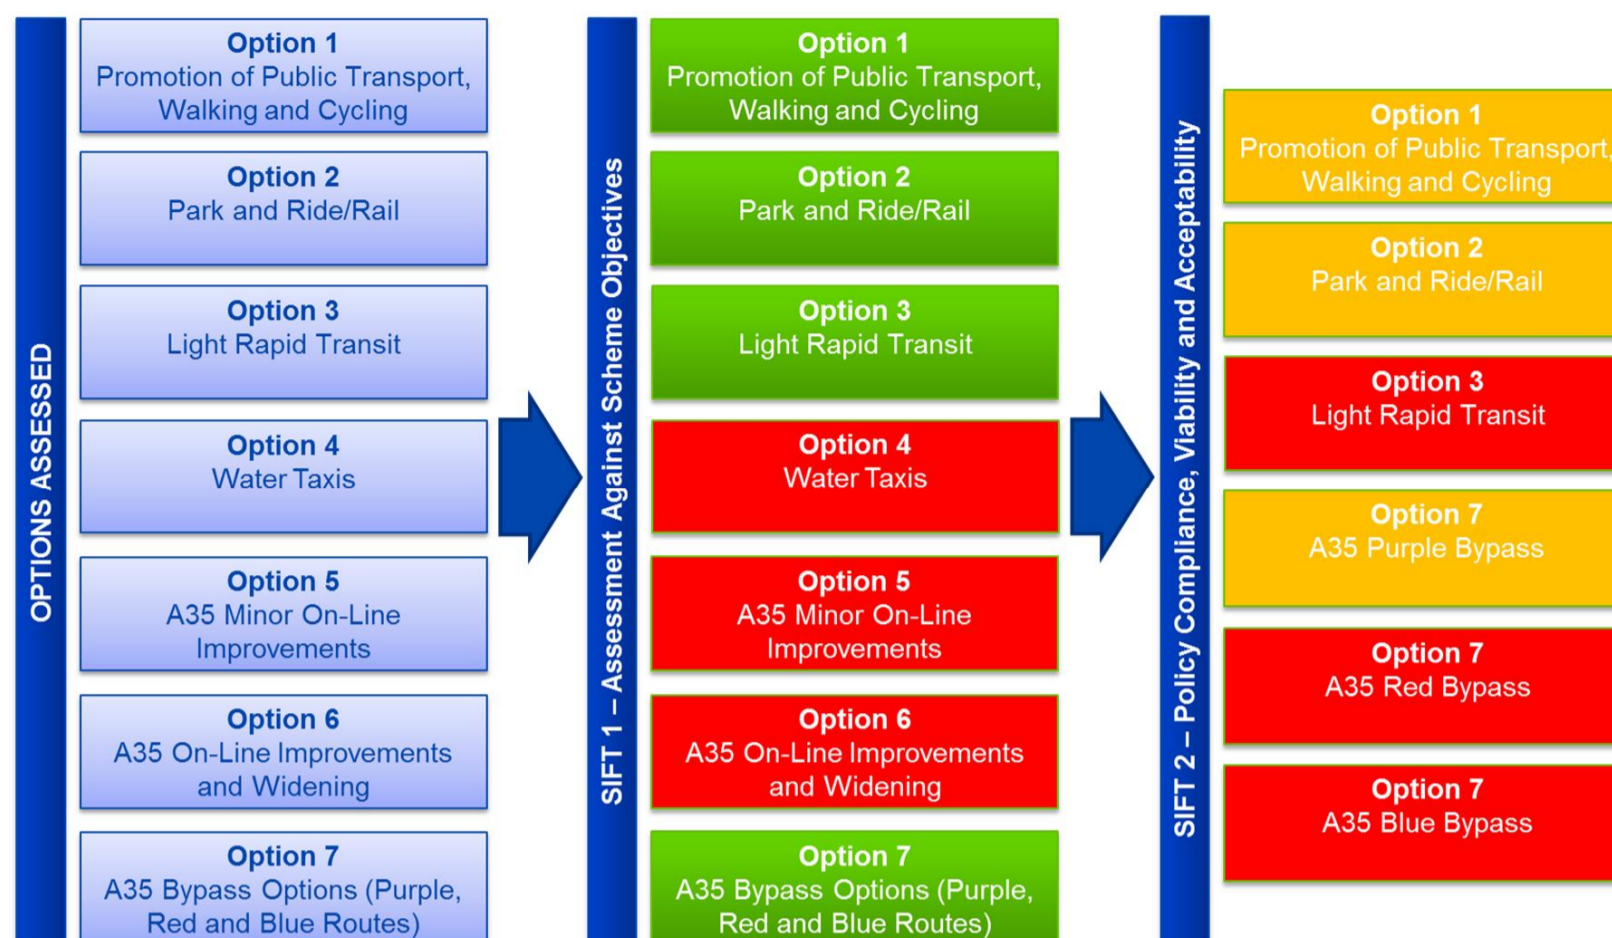 OPTIONS ASSESSED
Option 1
Promotion of Public Transport,
Walking and Cycling
Option 2
Park and Ride/Rail
Option 3
Light Rapid Transit
Option 4
Water Taxis
Option 5
A35 Minor On-Line
Improvements
Option 6
A35 On-Line Improvements
and Widening
Option 7
A35 Bypass Options (Purple,
Red and Blue Routes)
SIFT 1 – Assessment Against Scheme Objectives
Option 1
Promotion of Public Transport,
Walking and Cycling
Option 2
Park and Ride/Rail
Option 3
Light Rapid Transit
Option 4
Water Taxis
Option 5
A35 Minor On-Line
Improvements
Option 6
A35 On-Line Improvements
and Widening
Option 7
A35 Bypass Options (Purple,
Red and Blue Routes)
SIFT 2 – Policy Compliance, Viability and Acceptability
Option 1
Promotion of Public Transport,
Walking and Cycling
Option 2
Park and Ride/Rail
Option 3
Light Rapid Transit
Option 7
A35 Purple Bypass
Option 7
A35 Red Bypass
Option 7
A35 Blue Bypass